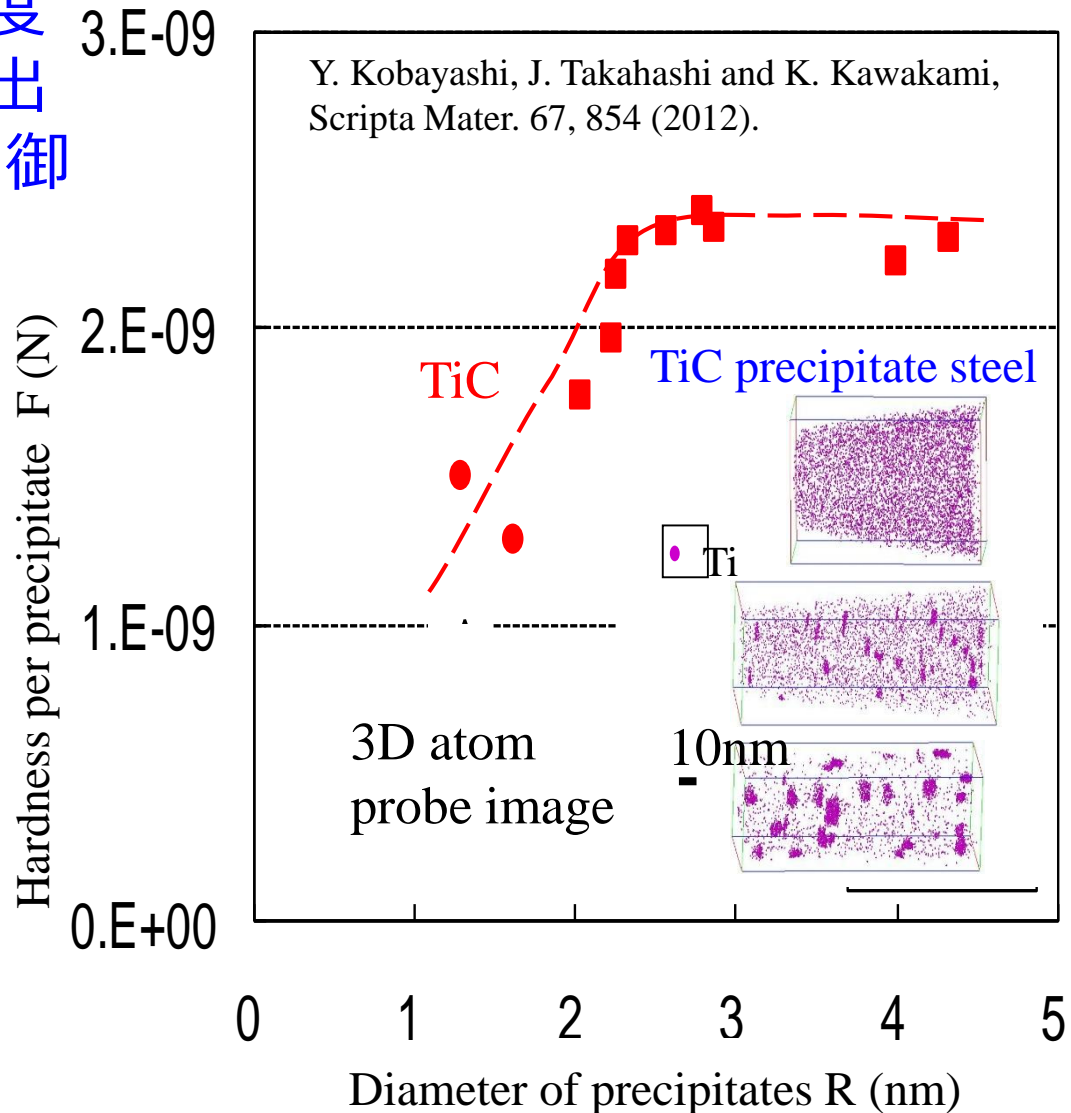 出
御
3.E-09
Y. Kobayashi, J. Takahashi and K. Kawakami,
Scripta Mater. 67, 854 (2012).
2.E-09
TiC
TiC precipitate steel
Ti
1.E-09
3D atom
probe image
10nm
0.E+00
0 1 2 3 4 5
Hardness per precipitate F (N)
Diameter of precipitates R (nm)